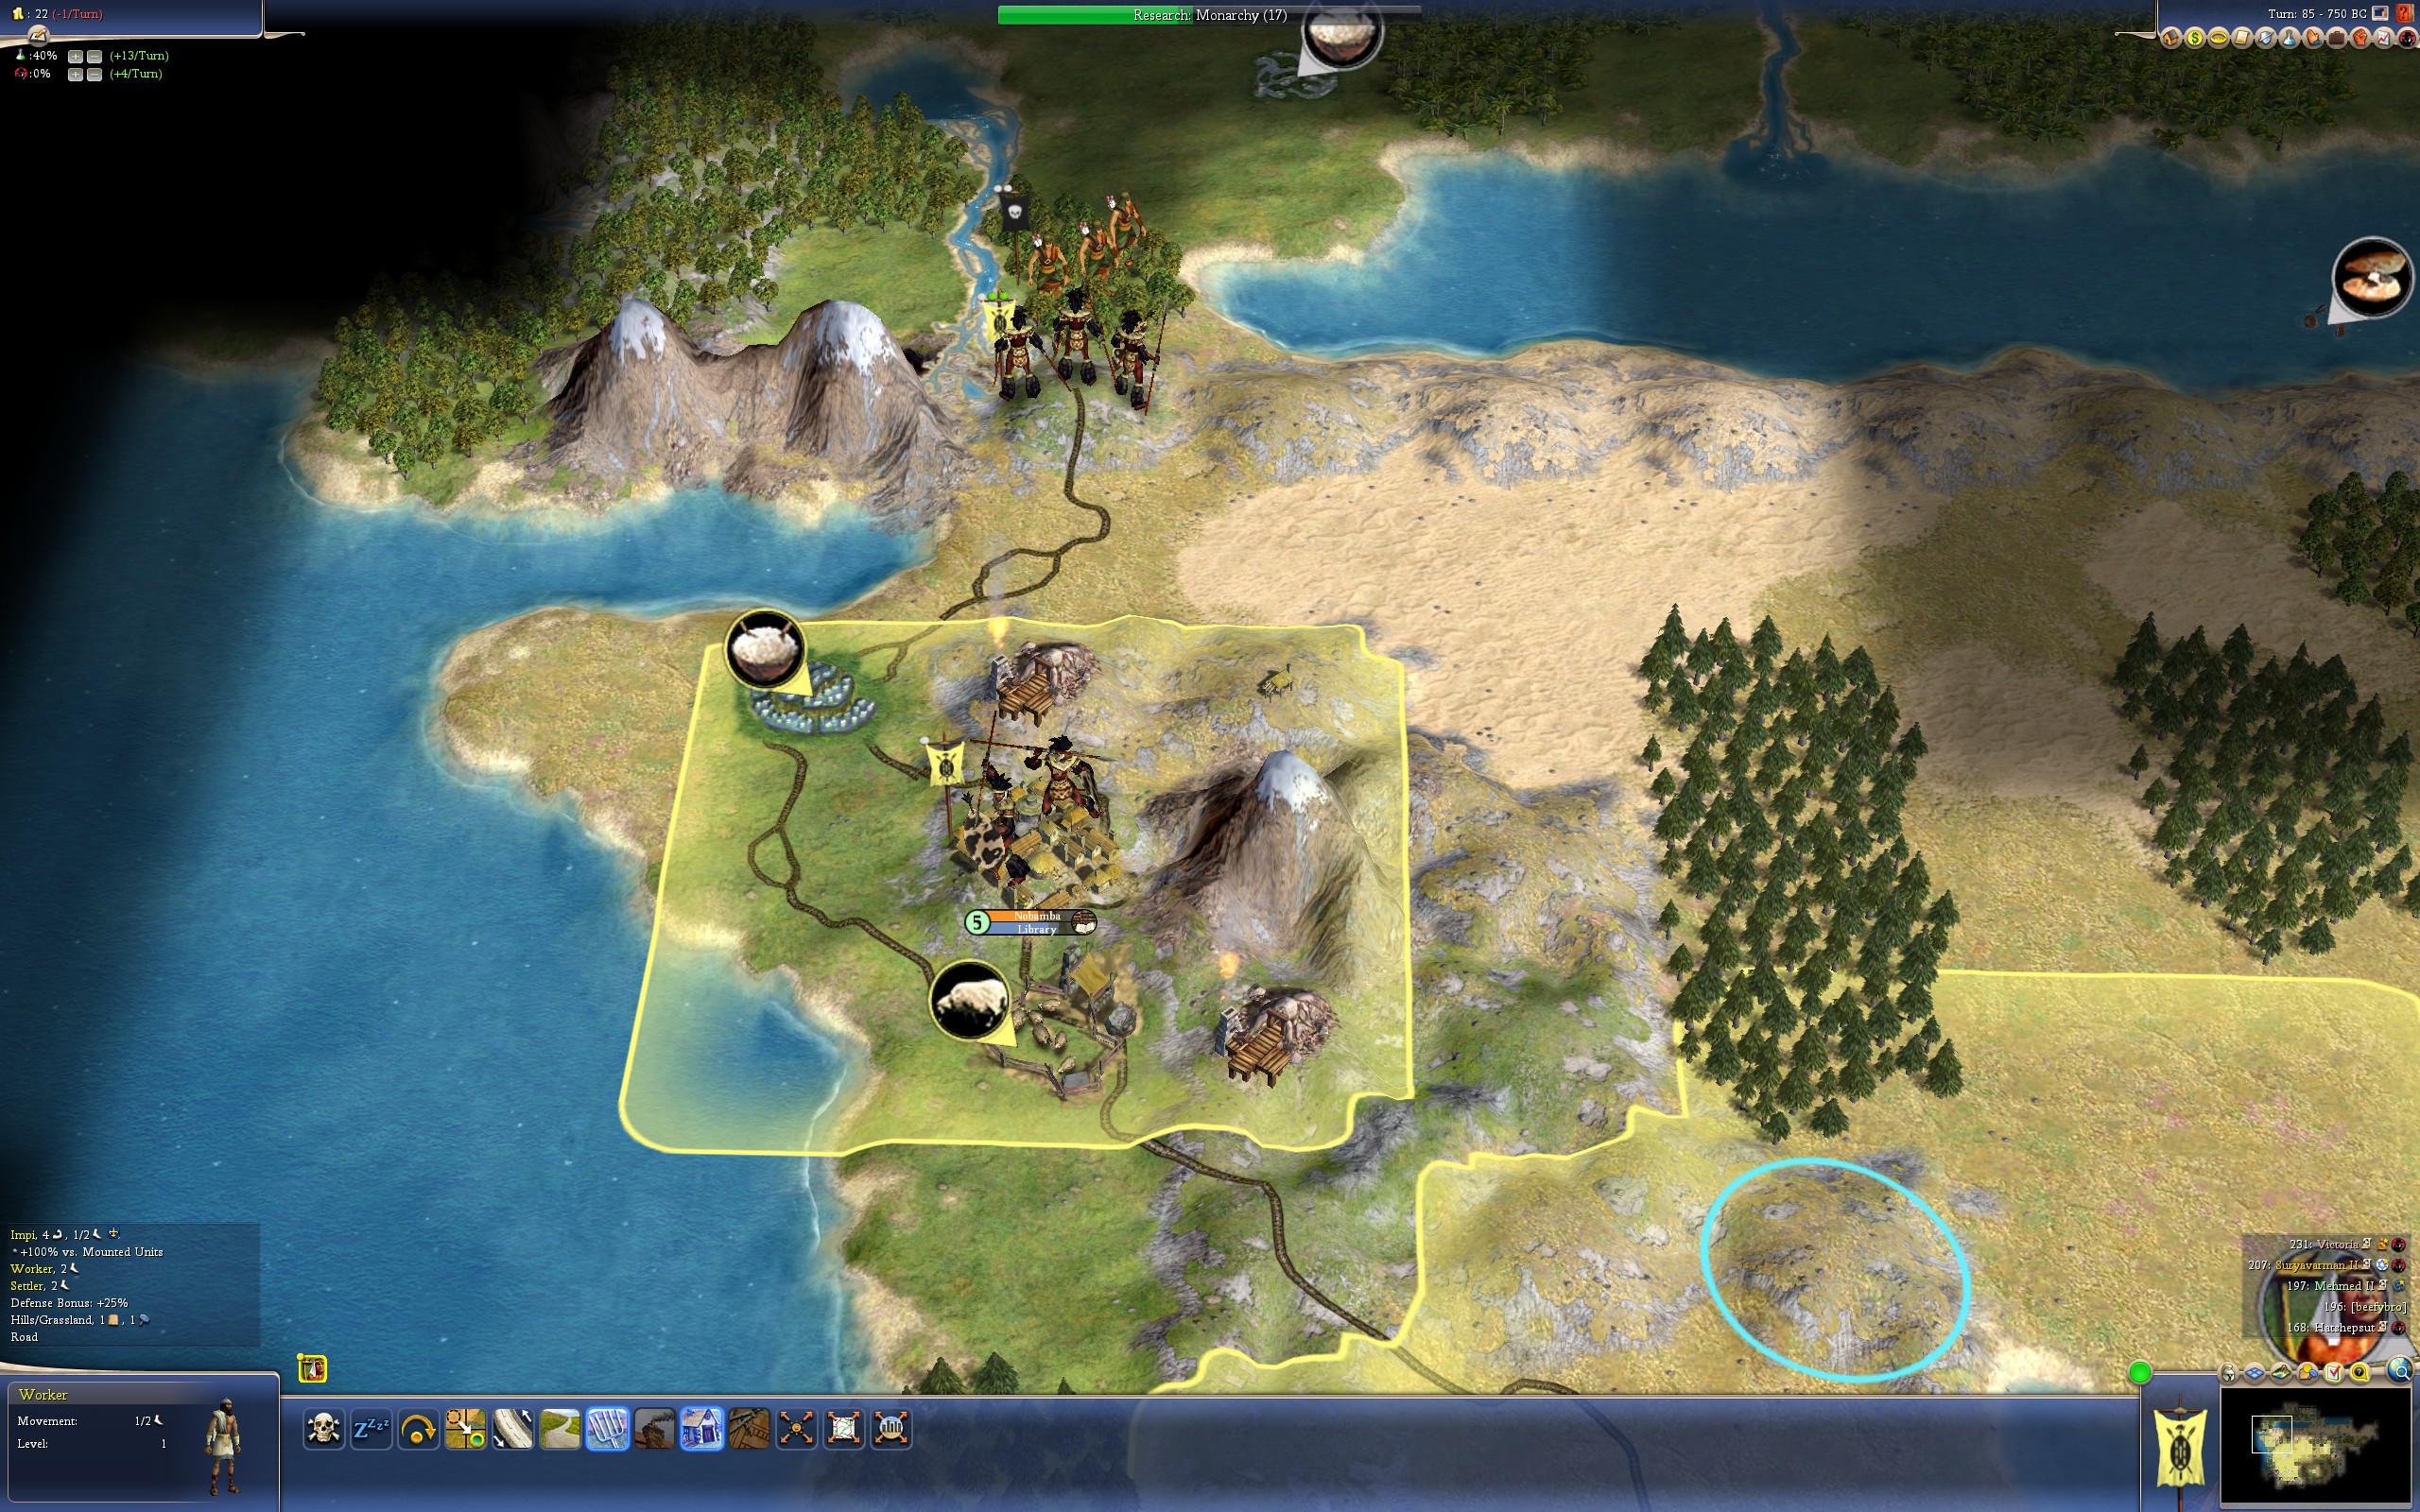 : 22 (-1/Turn)
Research: Monarchy (17)
Turn: 85 - 750 BC
:40% (+13/Turn)
:0% (+4/Turn)
5 Nobamba
Library
Impi, 4 , 1/2
+100% vs. Mounted Units
Worker, 2
Settler, 2
Defense Bonus: +25%
Hills/Grassland, 1 , 1
Road
231: Victoria
207: Suryavarman II
197: Mehmed II
196: [beefybro]
168: Hatshepsut
Worker
Movement: 1/2
Level: 1
ZZZzz